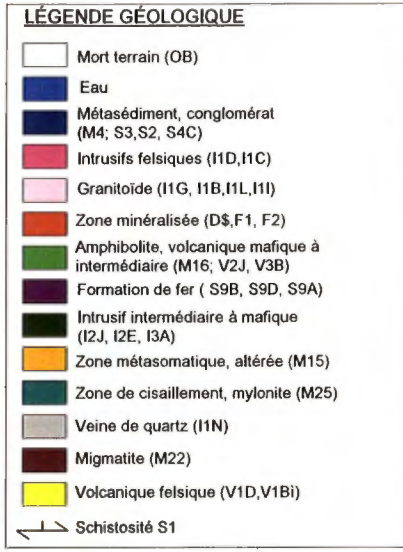 LÉGENDE GÉOLOGIQUE
Mort terrain (OB)
Eau
Métasédiment, conglomérat
(M4; S3,S2, S4C)
Intrusifs felsiques (I1D,I1C)
Granitoïde (I1G, I1B,I1L,I1I)
Zone minéralisée (D$,F1, F2)
Amphibolite, volcanique mafique à
intermédiaire (M16; V2J, V3B)
Formation de fer ( S9B, S9D, S9A)
Intrusif intermédiaire à mafique
(I2J, I2E, I3A)
Zone métasomatique, altérée (M15)
Zone de cisaillement, mylonite (M25)
Veine de quartz (I1N)
Migmatite (M22)
Volcanique felsique (V1D,V1Bi)
Schistosité S1